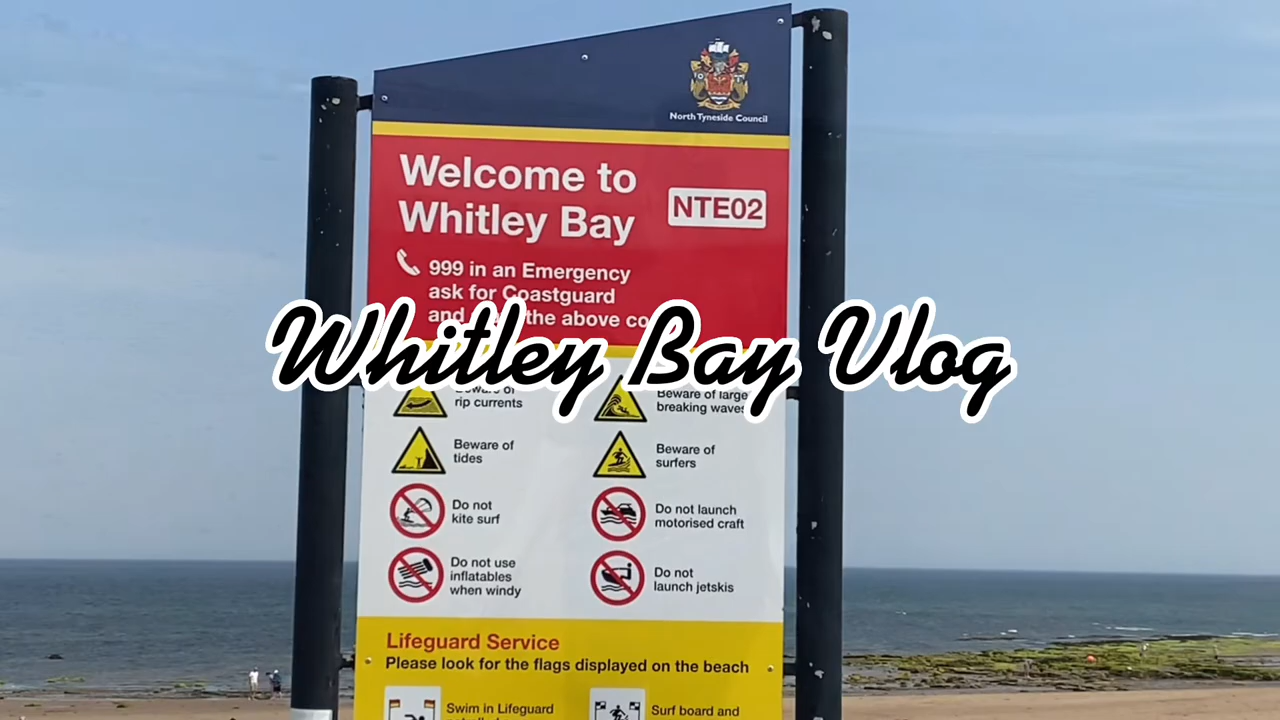 North Tyneside Council
Welcome to
Whitley Bay
NTE02
999 in an Emergency
ask for Coastguard
and the above
Whitley Bay Vlog
rip currents
Beware of large
breaking waves
Beware of
tides
Beware of
surfers
Do not
kite surf
Do not launch
motorised craft
Do not use
inflatables
when windy
Do not
launch jetskis
Lifeguard Service
Please look for the flags displayed on the beach
Swim in Lifeguard
Surf board and